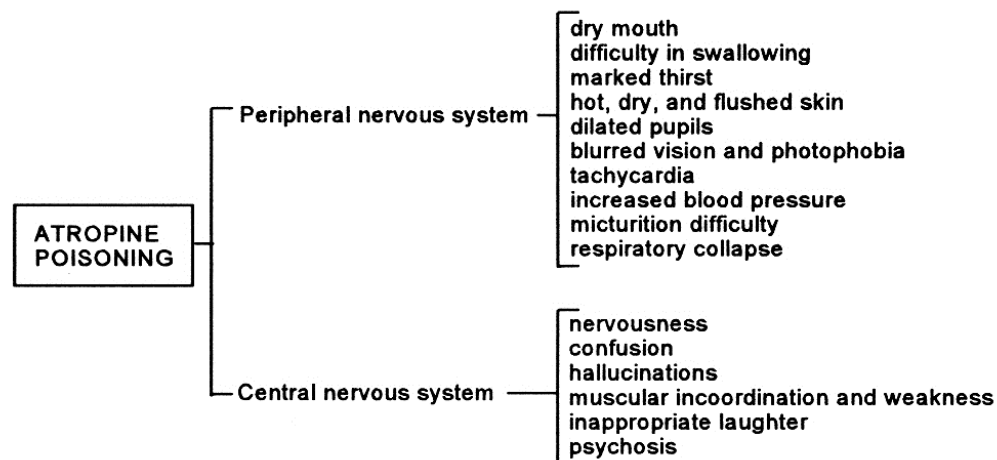 ATROPINE
POISONING
Peripheral nervous system
dry mouth
difficulty in swallowing
marked thirst
hot, dry, and flushed skin
dilated pupils
blurred vision and photophobia
tachycardia
increased blood pressure
micturition difficulty
respiratory collapse
Central nervous system
nervousness
confusion
hallucinations
muscular incoordination and weakness
inappropriate laughter
psychosis